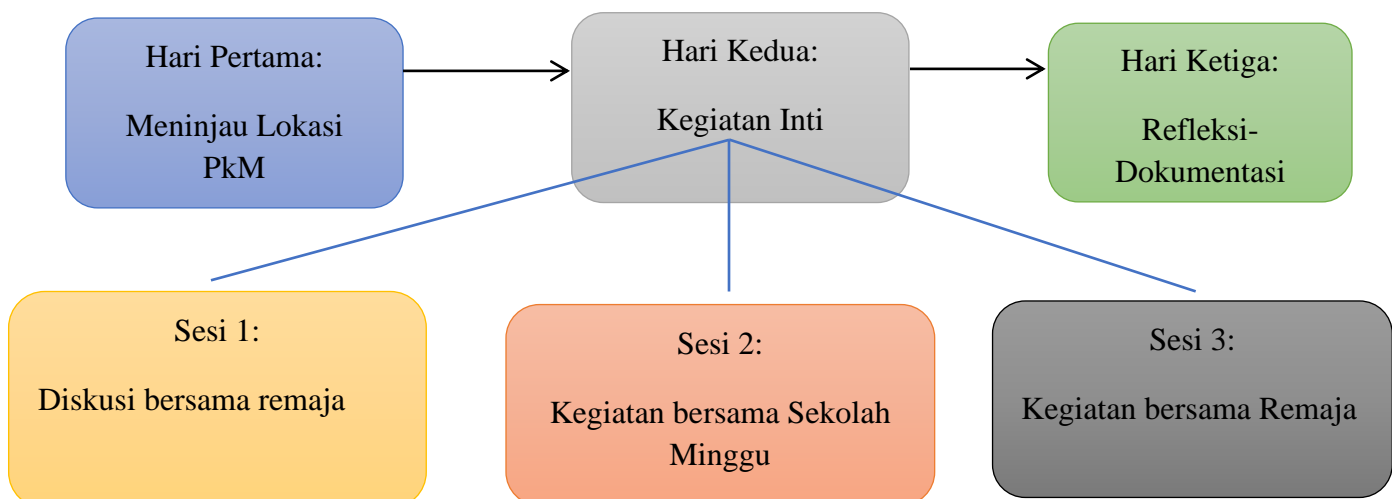 Hari Pertama:
Meninjau Lokasi
PkM
Hari Kedua:
Kegiatan Inti
Hari Ketiga:
Refleksi-
Dokumentasi
Sesi 1:
Diskusi bersama remaja
Sesi 2:
Kegiatan bersama Sekolah
Minggu
Sesi 3:
Kegiatan bersama Remaja